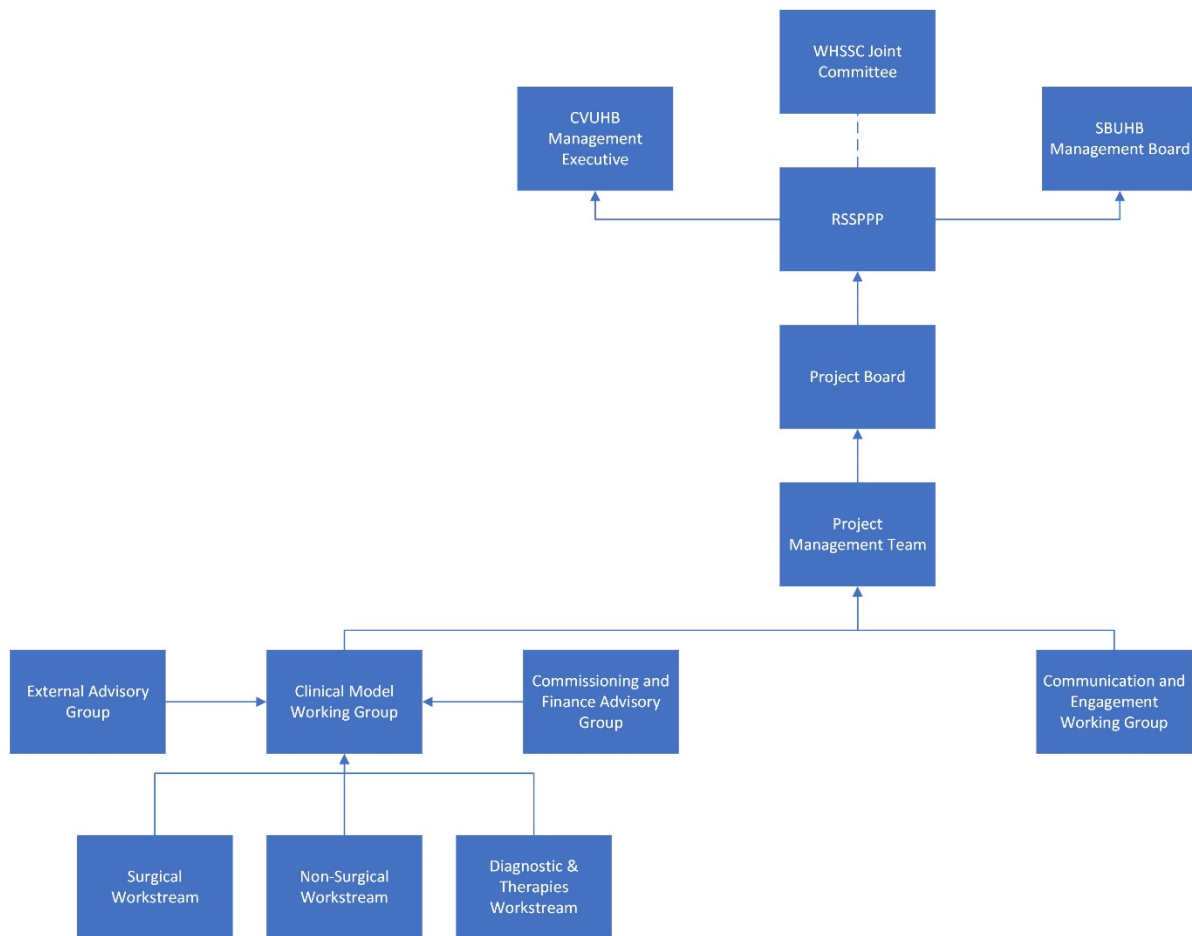 WHSSC Joint
Committee
CVUHB
Management
Executive
SBUHB
Management Board
RSSPPP
Project Board
Project
Management Team
External Advisory
Group
Clinical Model
Working Group
Commissioning and
Finance Advisory
Group
Communication and
Engagement
Working Group
Surgical
Workstream
Non-Surgical
Workstream
Diagnostic &
Therapies
Workstream